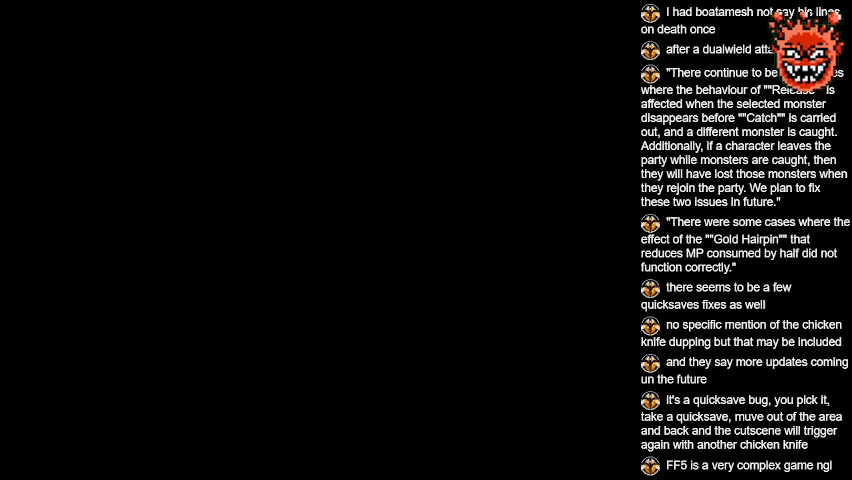 I had boatamesh not say his lines
on death once
after a dualwield
"There continue to be
where the behaviour of ""Release"" is
affected when the selected monster
disappears before ""Catch"" is carried
out, and a different monster is caught.
Additionally, if a character leaves the
party while monsters are caught, then
they will have lost those monsters when
they rejoin the party. We plan to fix
these two issues in future."
"There were some cases where the
effect of the ""Gold Hairpin"" that
reduces MP consumed by half did not
function correctly."
there seems to be a few
quicksaves fixes as well
no specific mention of the chicken
knife dupping but that may be included
and they say more updates coming
un the future
it's a quicksave bug, you pick it,
take a quicksave, muve out of the area
and back and the cutscene will trigger
again with another chicken knife
FF5 is a very complex game ngl